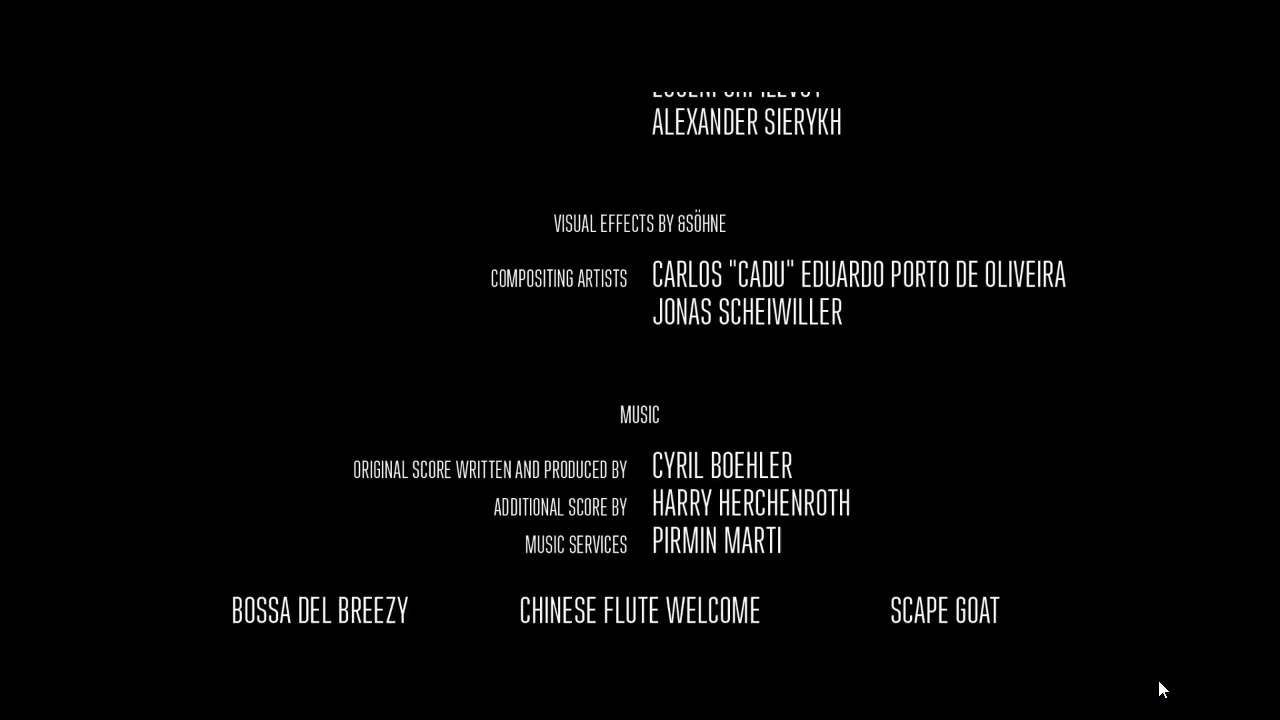 ALEXANDER SIERYKH
VISUAL EFFECTS BY &SÖHNE
COMPOSITING ARTISTS CARLOS "CADU" EDUARDO PORTO DE OLIVEIRA
JONAS SCHEIWILLER
MUSIC
ORIGINAL SCORE WRITTEN AND PRODUCED BY CYRIL BOEHLER
ADDITIONAL SCORE BY HARRY HERCHENROTH
MUSIC SERVICES PIRMIN MARTI
BOSSA DEL BREEZY CHINESE FLUTE WELCOME SCAPE GOAT